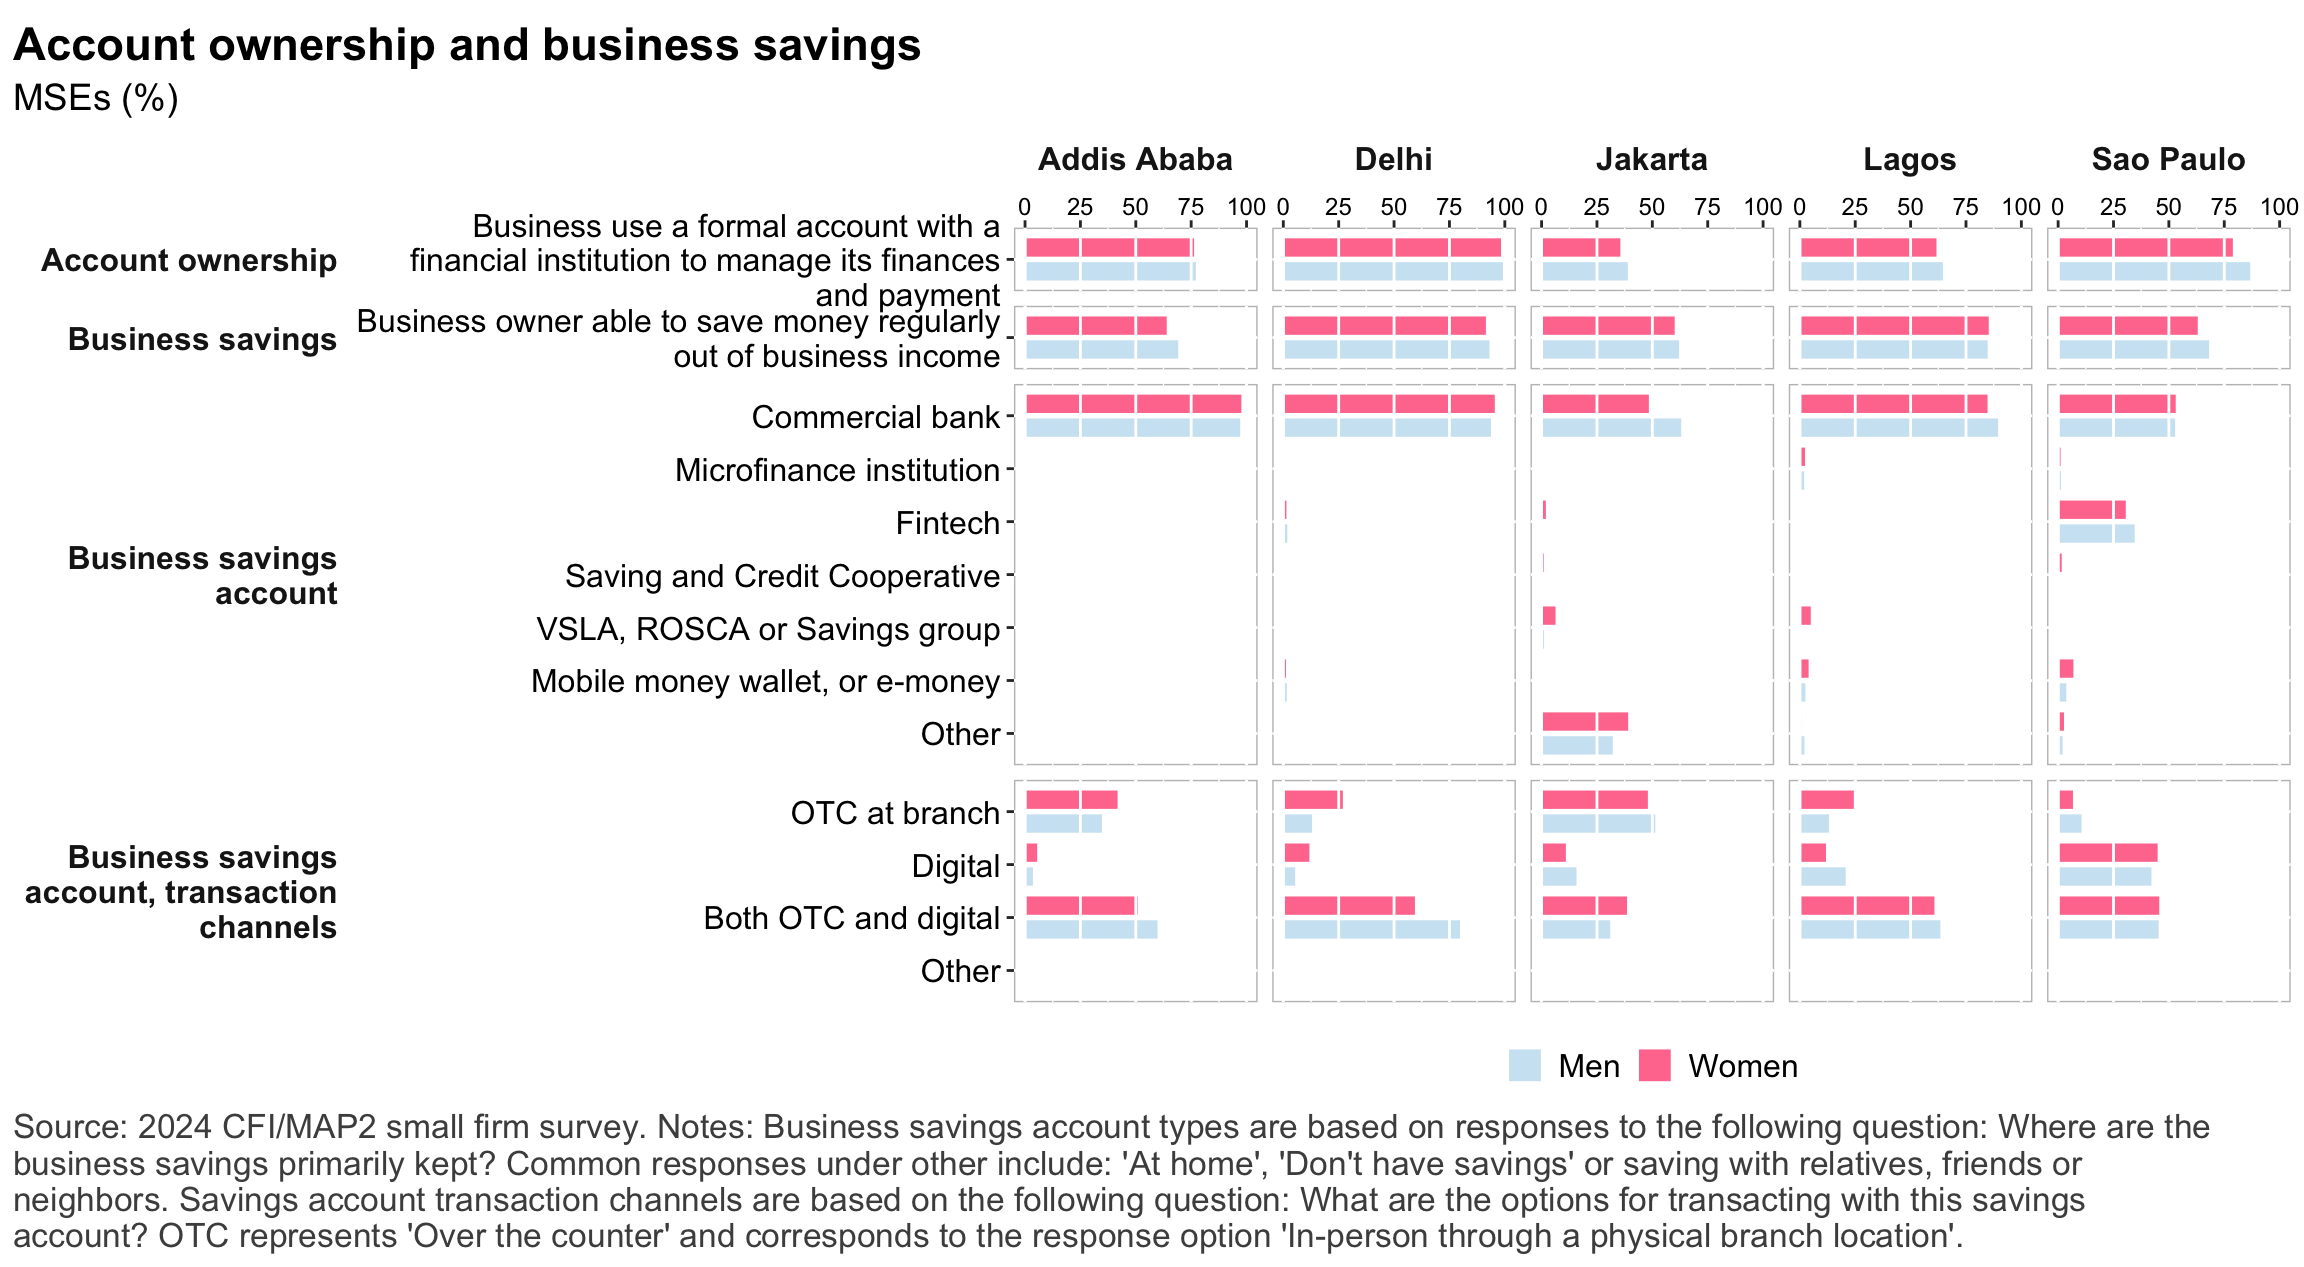 Account ownership and business savings
MSEs (%)
Addis Ababa
Delhi
Jakarta
Lagos
Sao Paulo
0 25 50 75 100
0 25 50 75 100
0 25 50 75 100
0 25 50 75 100
0 25 50 75 100
Account ownership
Business use a formal account with a
financial institution to manage its finances
and payment
Business savings
Business owner able to save money regularly
out of business income
Business savings
account
Commercial bank
Microfinance institution
Fintech
Saving and Credit Cooperative
VSLA, ROSCA or Savings group
Mobile money wallet, or e-money
Other
Business savings
account, transaction
channels
OTC at branch
Digital
Both OTC and digital
Other
Men
Women
Source: 2024 CFI/MAP2 small firm survey. Notes: Business savings account types are based on responses to the following question: Where are the
business savings primarily kept? Common responses under other include: 'At home', 'Don't have savings' or saving with relatives, friends or
neighbors. Savings account transaction channels are based on the following question: What are the options for transacting with this savings
account? OTC represents 'Over the counter' and corresponds to the response option 'In-person through a physical branch location'.